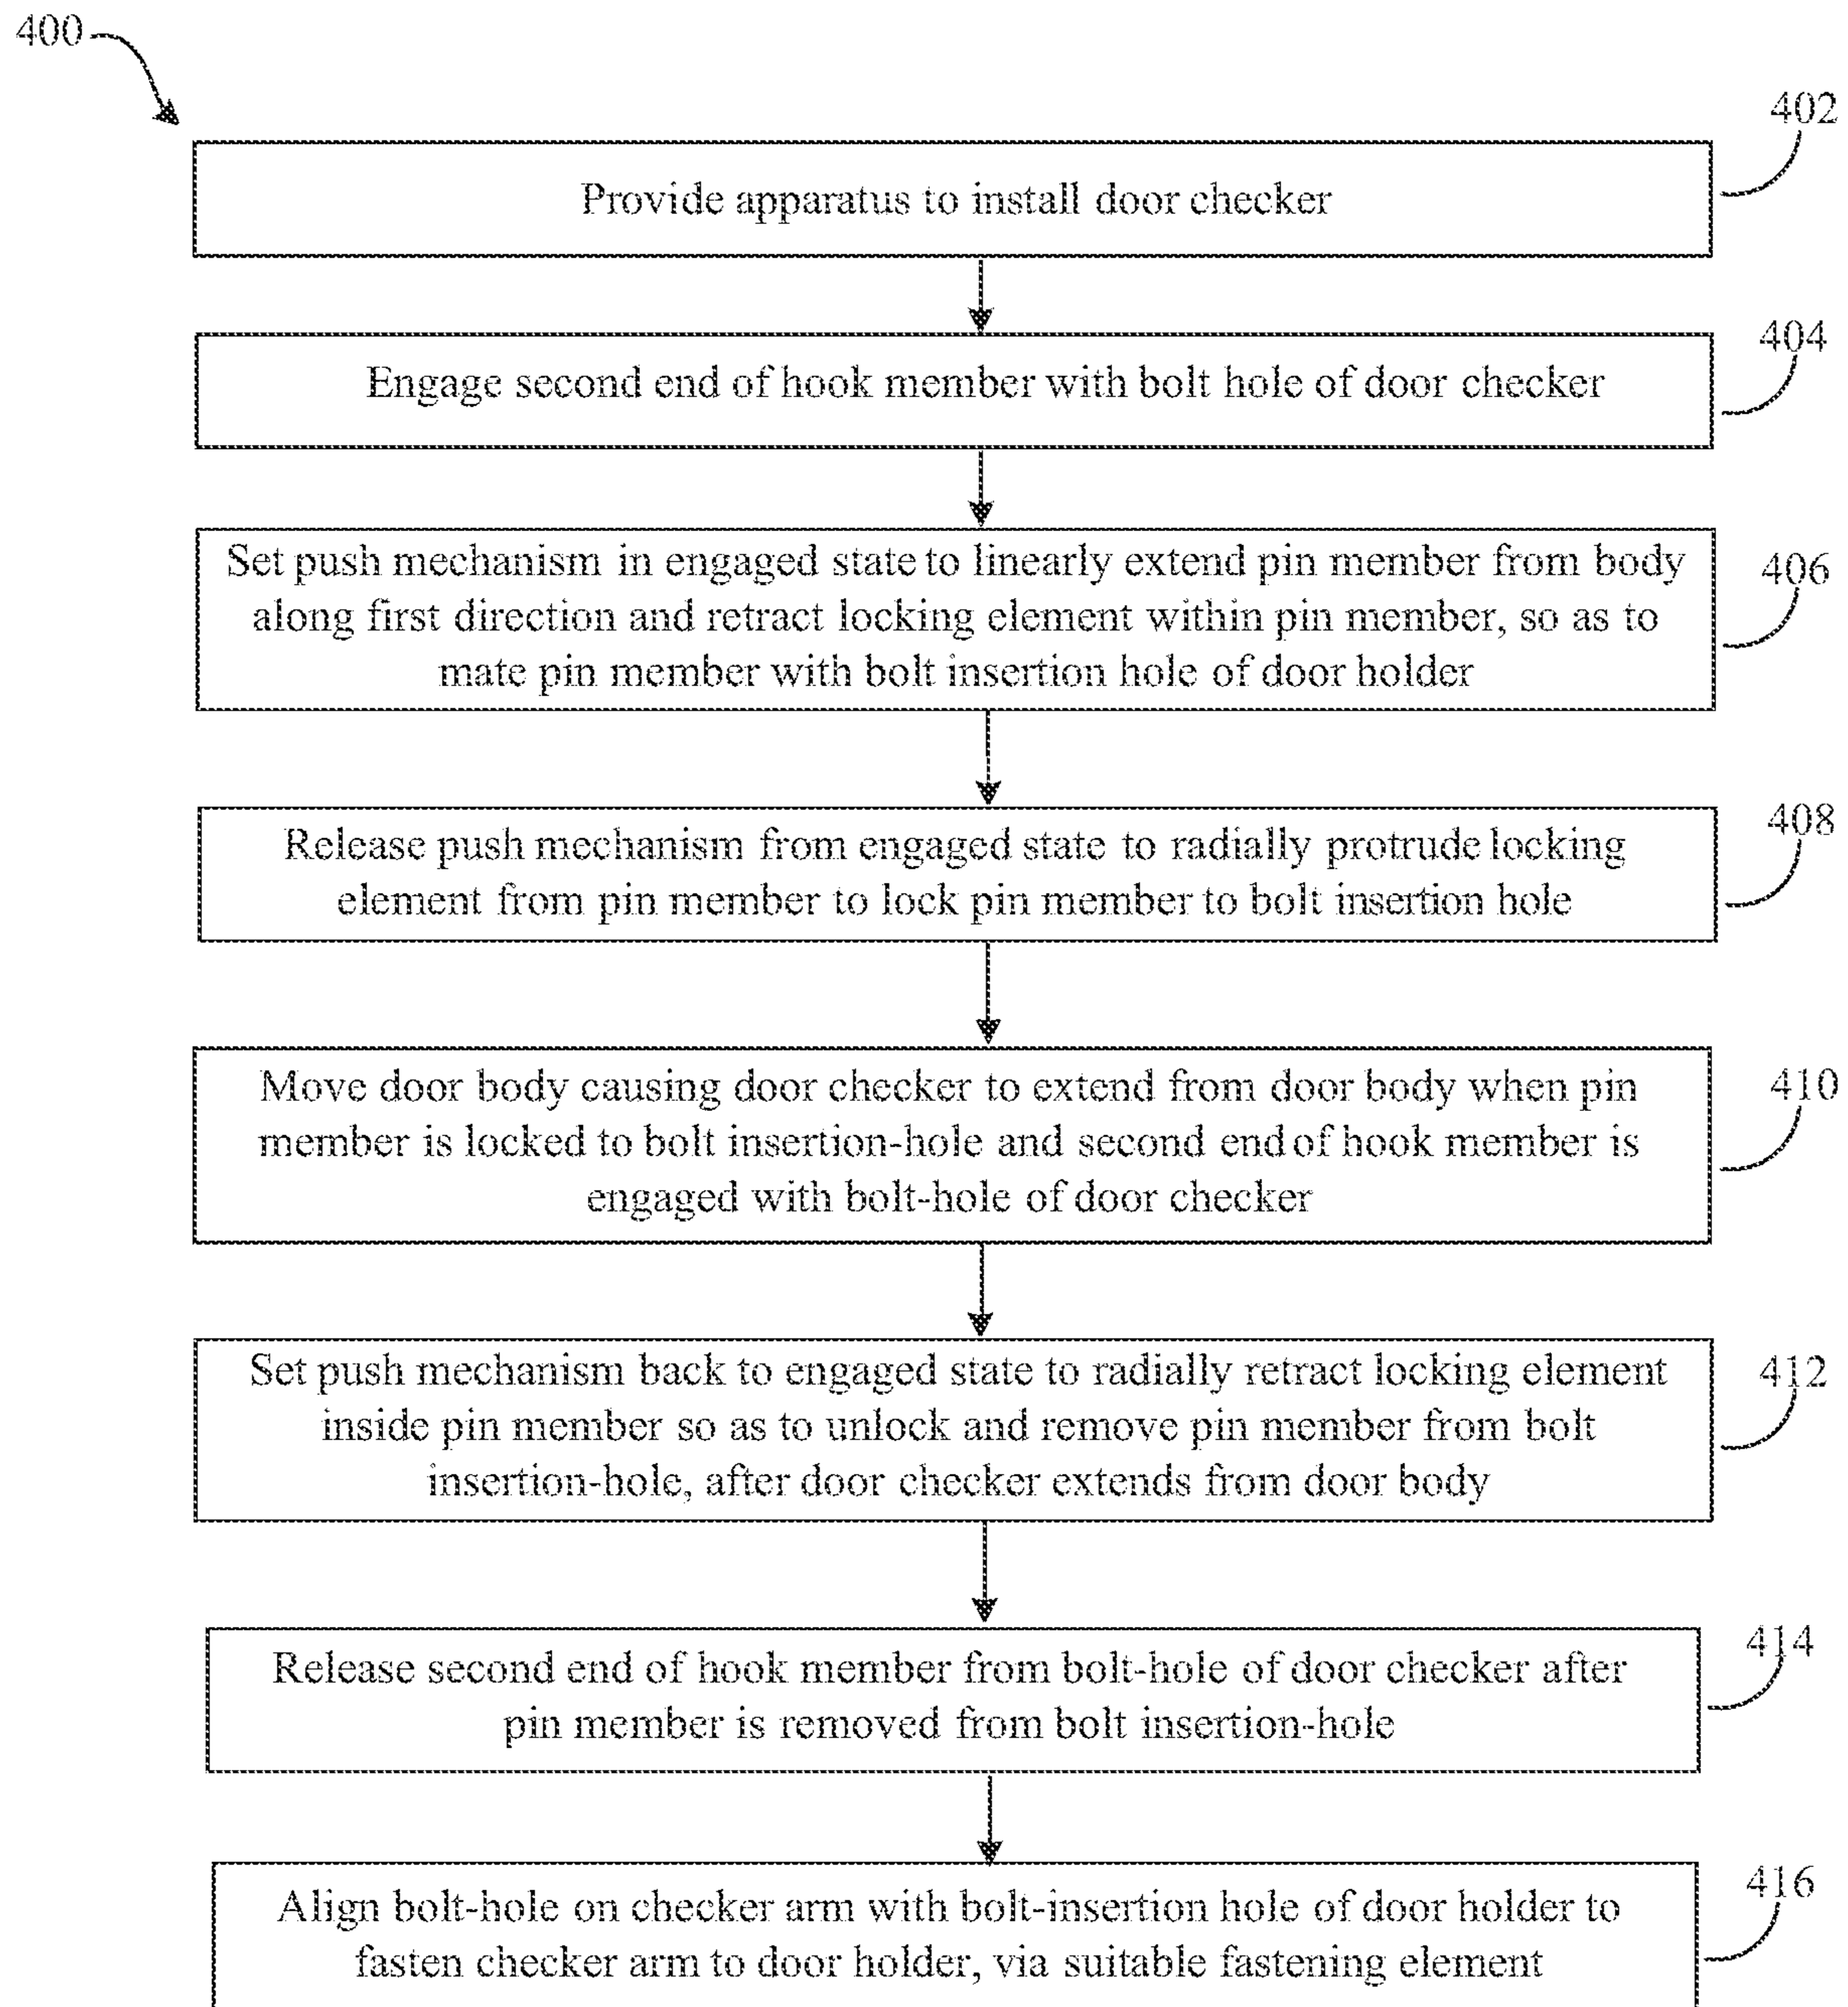 400
402
Provide apparatus to install door checker
404
Engage second end of hook member with bolt hole of door checker
Set push mechanism in engaged state to linearly extend pin member from body
406
along first direction and retract locking element within pin member, so as to
mate pin member with bolt insertion hole of door holder
408
Release push mechanism from engaged state to radially protrude locking
element from pin member to lock pin member to bolt insertion hole
Move door body causing door checker to extend from door body when pin
410
member is locked to bolt insertion-hole and second end of hook member is
engaged with bolt-hole of door checker
Set push mechanism back to engaged state to radially retract locking element
412
inside pin member so as to unlock and remove pin member from bolt
insertion-hole, after door checker extends from door body
414
Release second end of hook member from bolt-hole of door checker after
pin member is removed from bolt insertion-hole
416
Align bolt-hole on checker arm with bolt-insertion hole of door holder to
fasten checker arm to door holder, via suitable fastening element